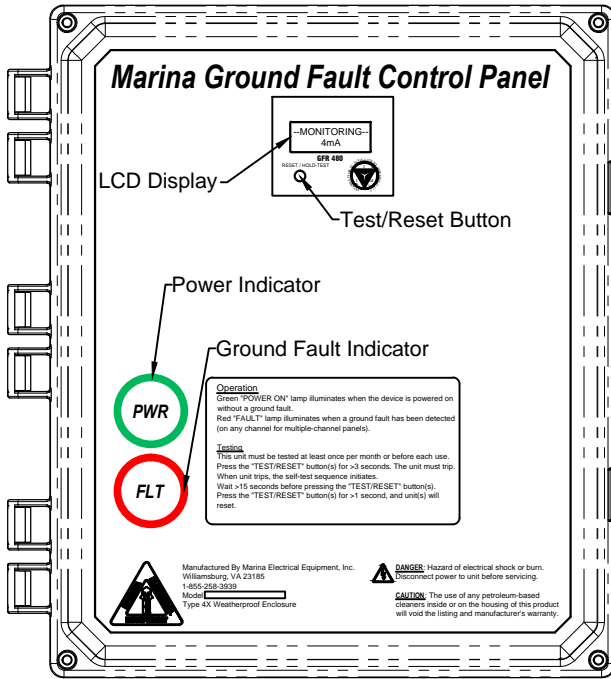 Marina Ground Fault Control Panel
--MONITORING--
4mA
GFR 480
RESET / HOLD-TEST
LCD Display
Test/Reset Button
Power Indicator
Ground Fault Indicator
PWR
FLT
Operation
Green "POWER ON" lamp illuminates when the device is powered on
without a ground fault.
Red "FAULT" lamp illuminates when a ground fault has been detected
(on any channel for multiple-channel panels).
Testing
This unit must be tested at least once per month or before each use.
Press the "TEST/RESET" button(s) for >3 seconds. The unit must trip.
When unit trips, the self-test sequence initiates.
Wait >15 seconds before pressing the "TEST/RESET" button(s).
Press the "TEST/RESET" button(s) for >1 second, and unit(s) will
reset.
Manufactured By Marina Electrical Equipment, Inc.
Williamsburg, VA 23185
1-855-258-3939
Model
Type 4X Weatherproof Enclosure
DANGER: Hazard of electrical shock or burn.
Disconnect power to unit before servicing.
CAUTION: The use of any petroleum-based
cleaners inside or on the housing of this product
will void the listing and manufacturer's warranty.